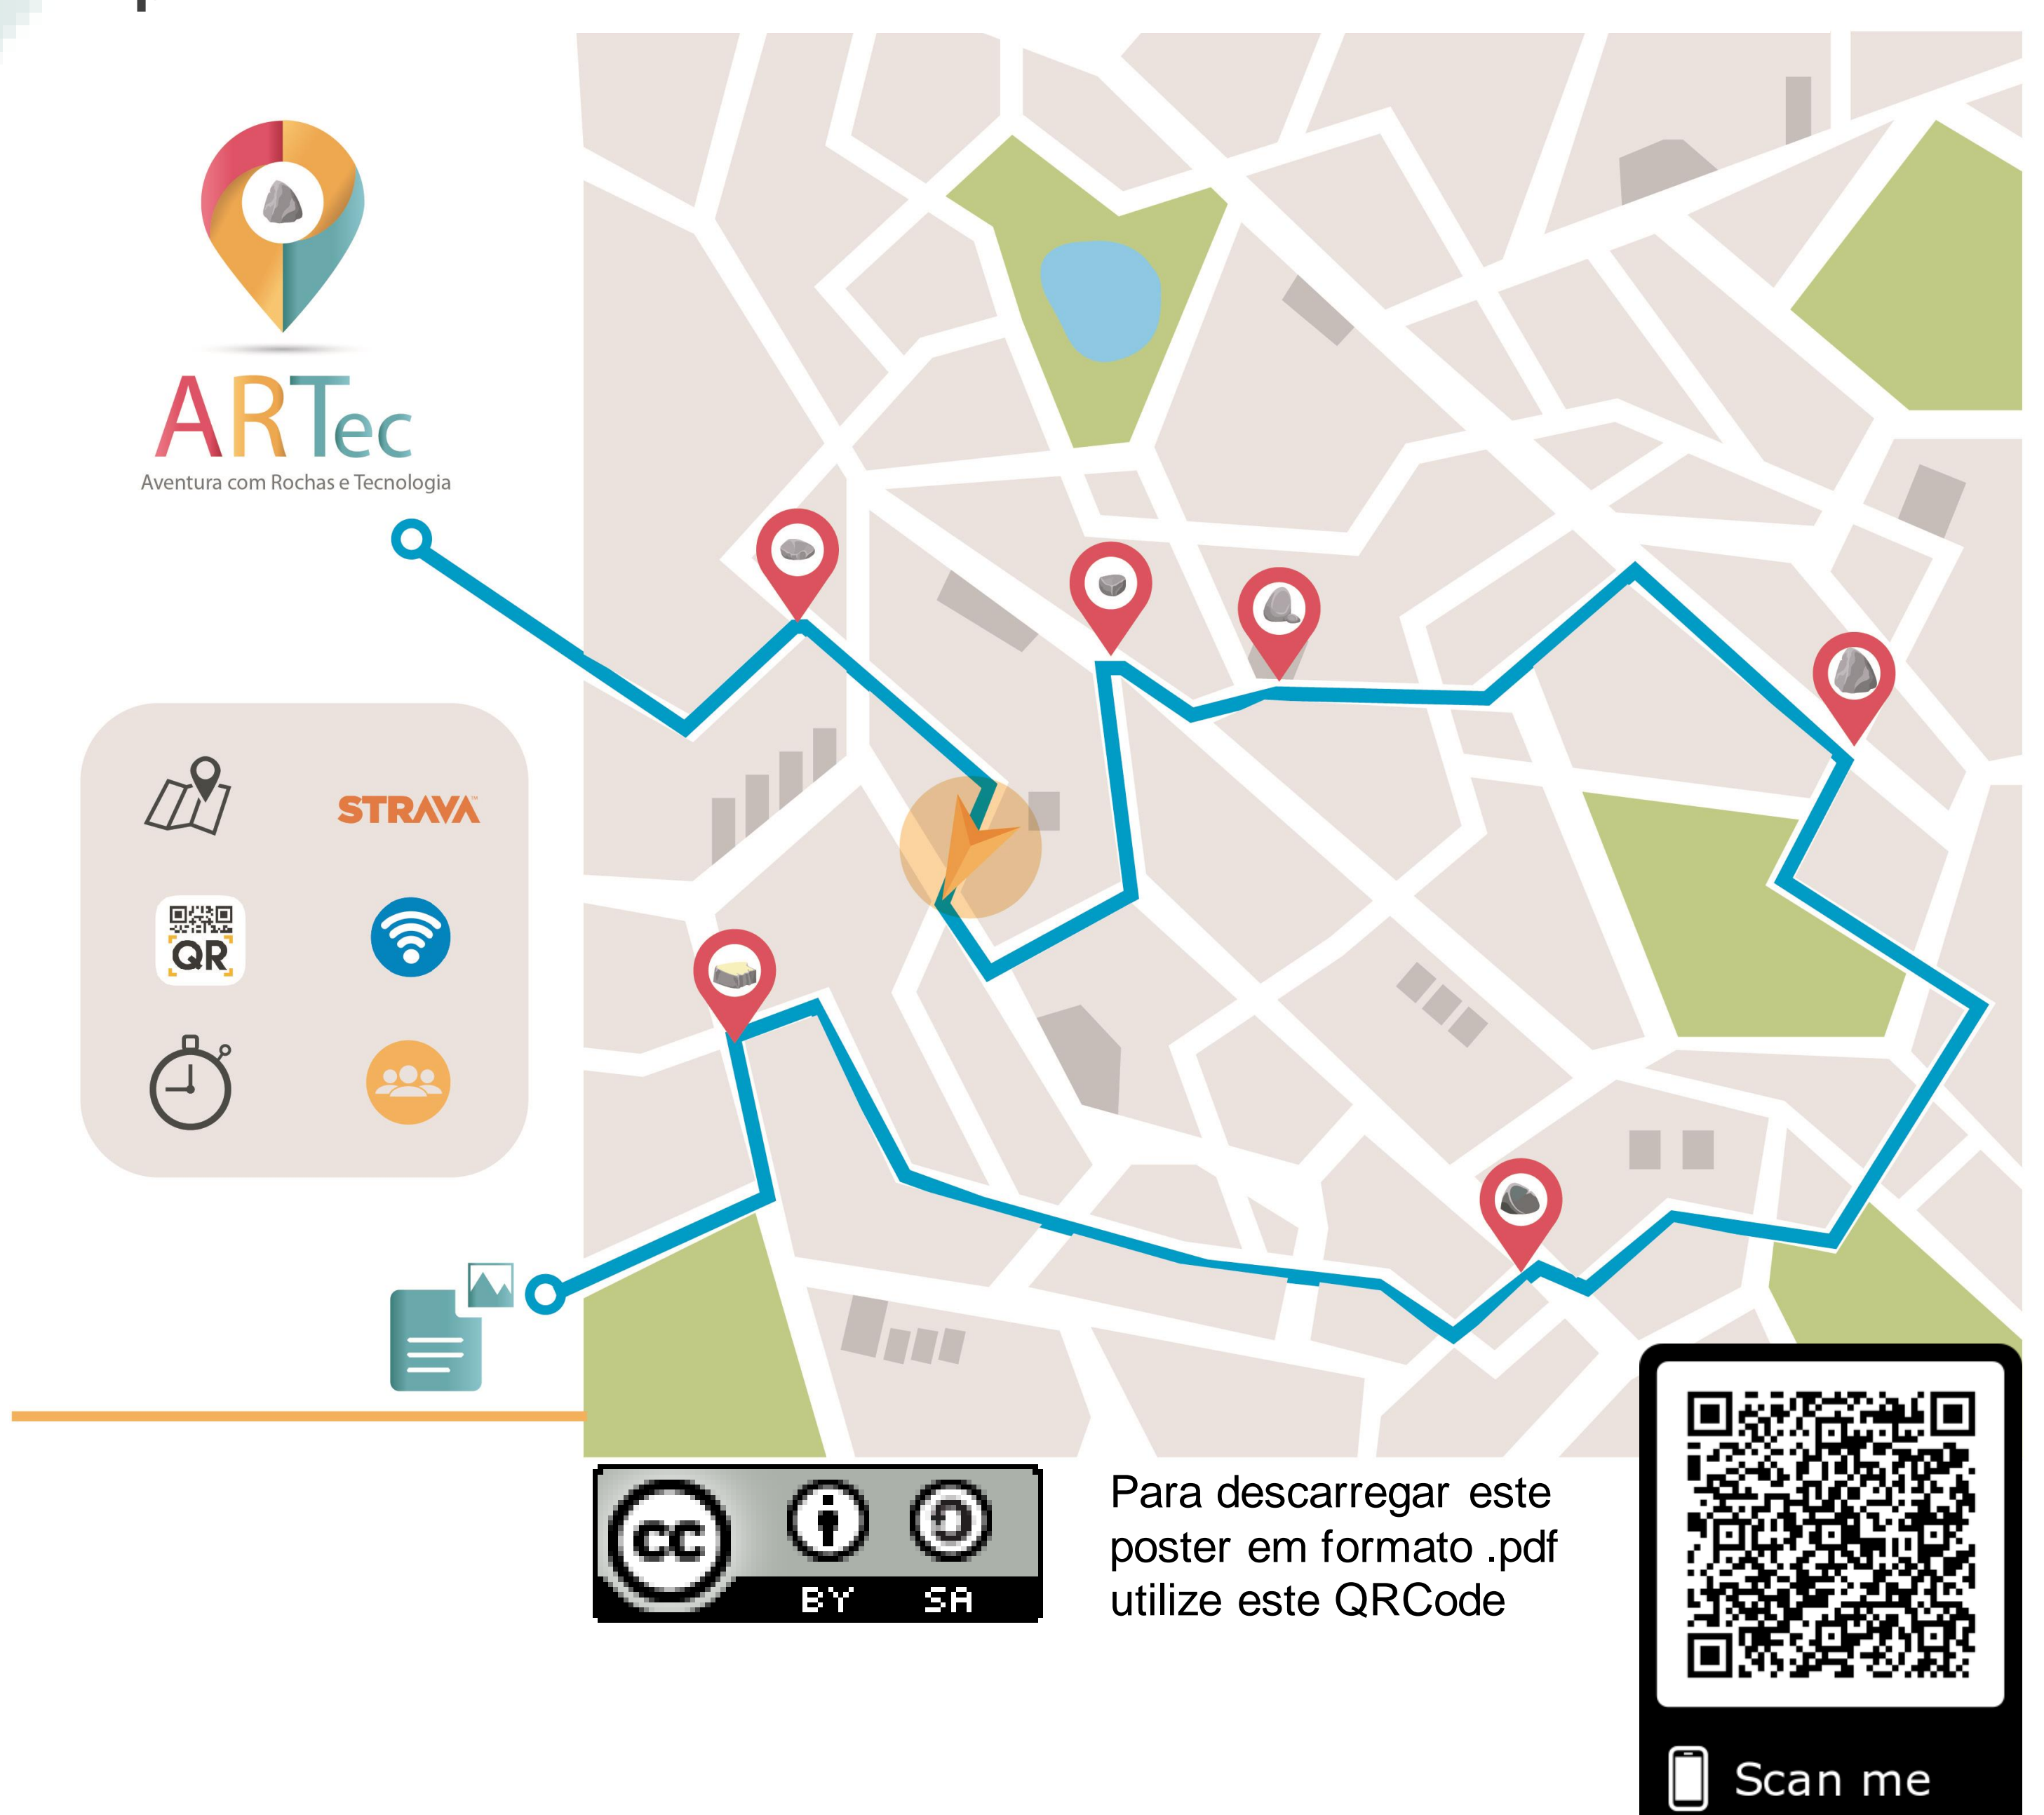 ARTec
Aventura com Rochas e Tecnologia
STRAVA
QR
cc
BY SA
Para descarregar este
poster em formato .pdf
utilize este QRCode
Scan me